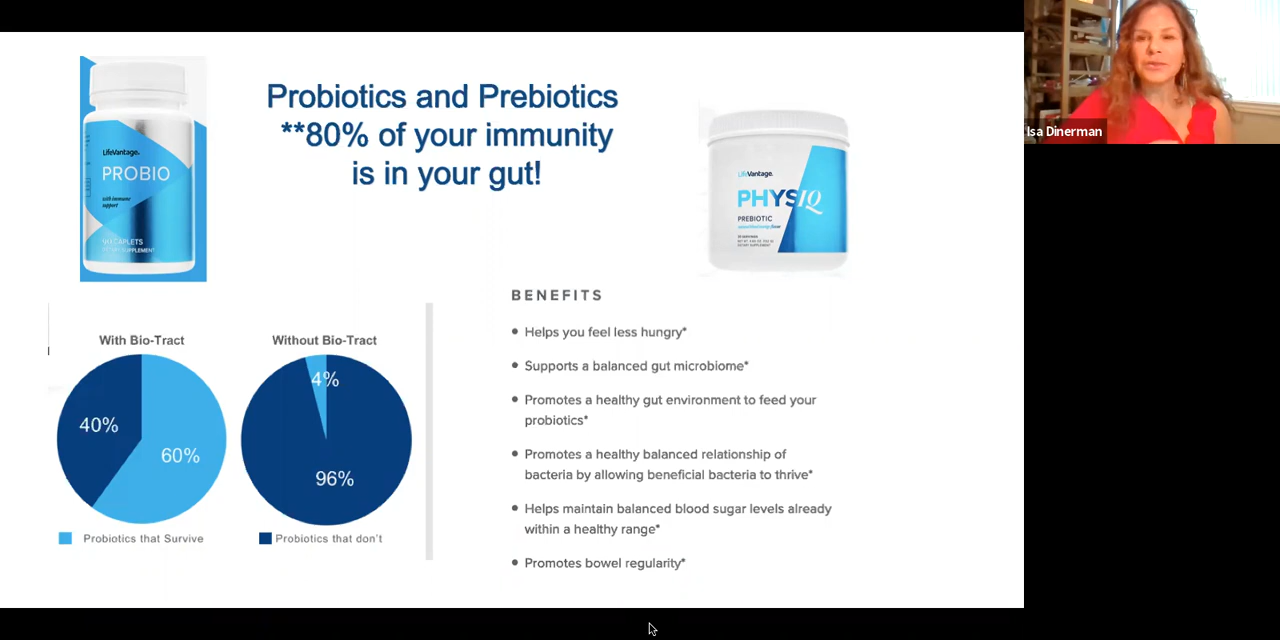 Probiotics and Prebiotics
**80% of your immunity
is in your gut!
LifeVantage.
PROBIO
with immune
support
CAPLETS
LifeVantage.
PHYSIQ
PREBIOTIC
BENEFITS
• Helps you feel less hungry*
• Supports a balanced gut microbiome*
• Promotes a healthy gut environment to feed your
probiotics*
• Promotes a healthy balanced relationship of
bacteria by allowing beneficial bacteria to thrive*
• Helps maintain balanced blood sugar levels already
within a healthy range*
• Promotes bowel regularity*
With Bio-Tract
40%
60%
Without Bio-Tract
4%
96%
Probiotics that Survive
Probiotics that don't
Isa Dinerman